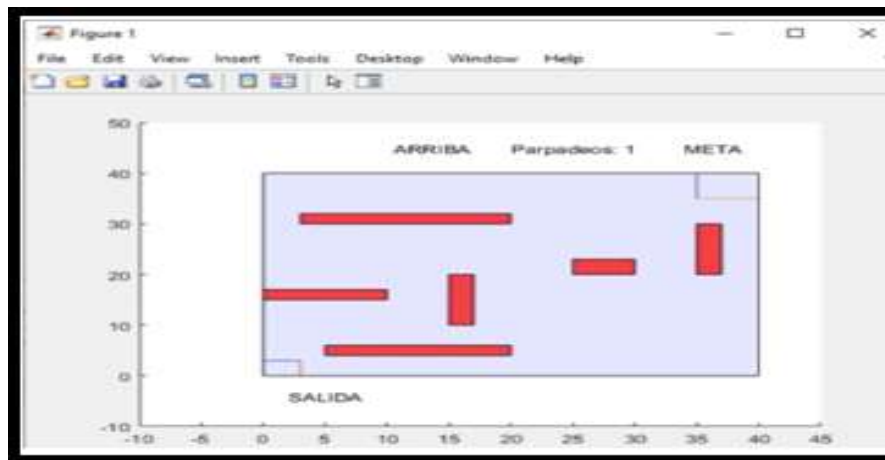 Figure 1
File Edit View Insert Tools Desktop Window Help
50
ARRIBA Parpadeos: 1 META
40
30
20
10
0
SALIDA
-10
-10 -5 0 5 10 15 20 25 30 35 40 45